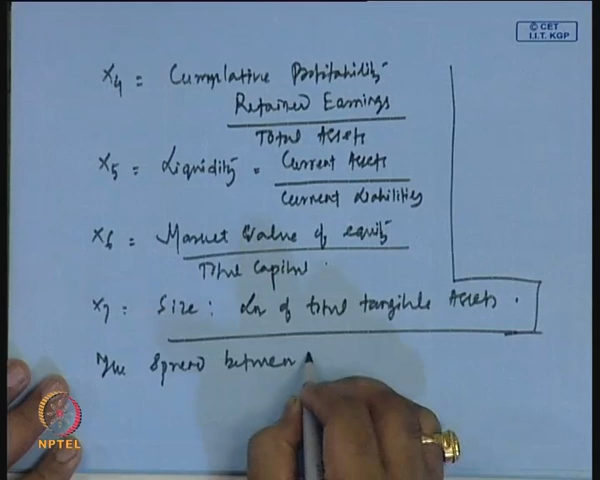 © CET
I.I.T. KGP
X4 = Cumulative Profitability
Retained Earnings
Total Assets
X5 = Liquidity = Current Assets
Current Liabilities
X6 = Market Value of equity
Total Capital .
X7 = Size : Ln of total tangible Assets .
The Spread between
NPTEL